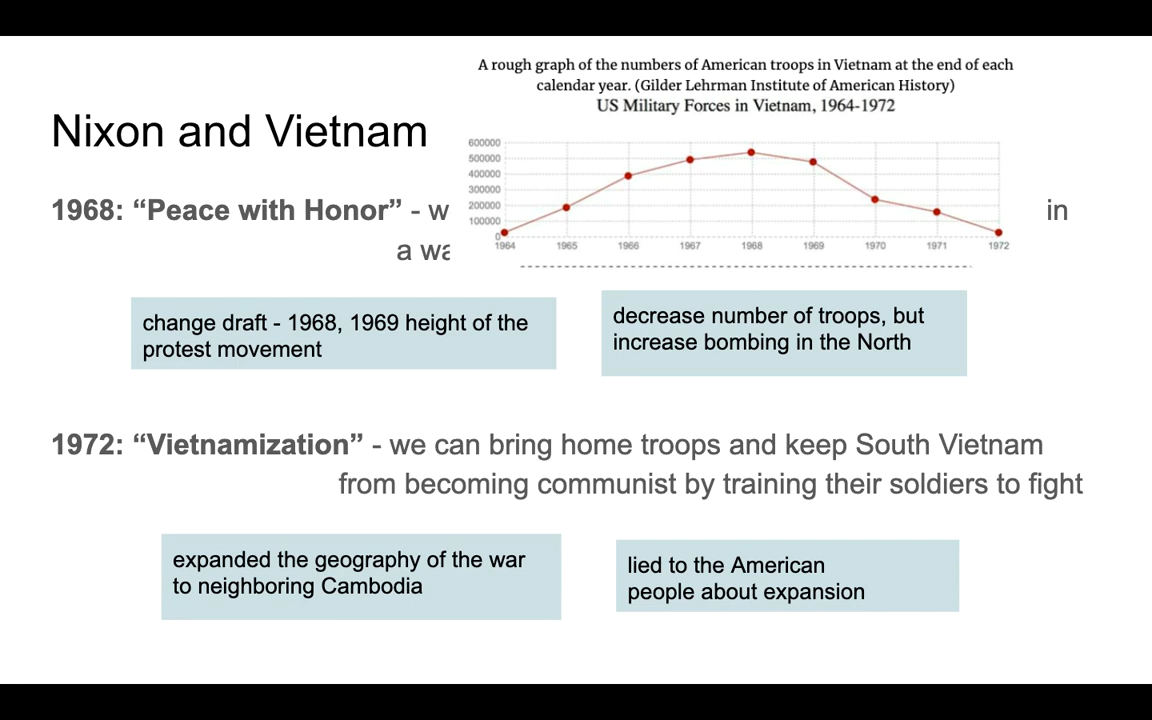 A rough graph of the numbers of American troops in Vietnam at the end of each
calendar year. (Gilder Lehrman Institute of American History)
US Military Forces in Vietnam, 1964-1972
Nixon and Vietnam
600000
500000
400000
300000
200000
100000
0
1964 1965 1966 1967 1968 1969 1970 1971 1972
1968: “Peace with Honor” - w in
a wa
change draft - 1968, 1969 height of the
protest movement
decrease number of troops, but
increase bombing in the North
1972: “Vietnamization” - we can bring home troops and keep South Vietnam
from becoming communist by training their soldiers to fight
expanded the geography of the war
to neighboring Cambodia
lied to the American
people about expansion